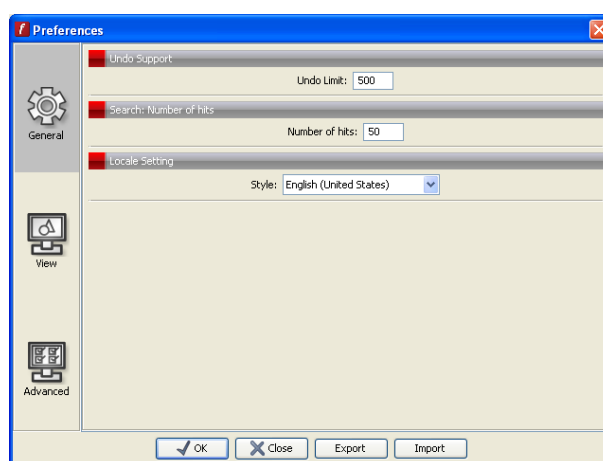 f Preferences
Undo Support
Undo Limit: 500
Search: Number of hits
Number of hits: 50
Locale Setting
Style: English (United States)
General
View
Advanced
OK Close Export Import